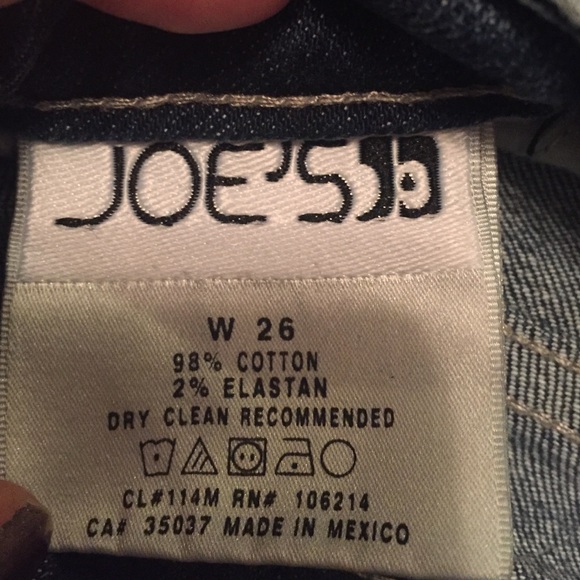 JOE'S
W 26
98% COTTON
2% ELASTAN
DRY CLEAN RECOMMENDED
CL#114M RN# 106214
CA# 35037 MADE IN MEXICO